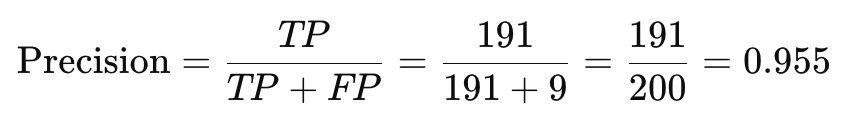 Precision = TP / (TP + FP) = 191 / (191 + 9) = 191 / 200 = 0.955